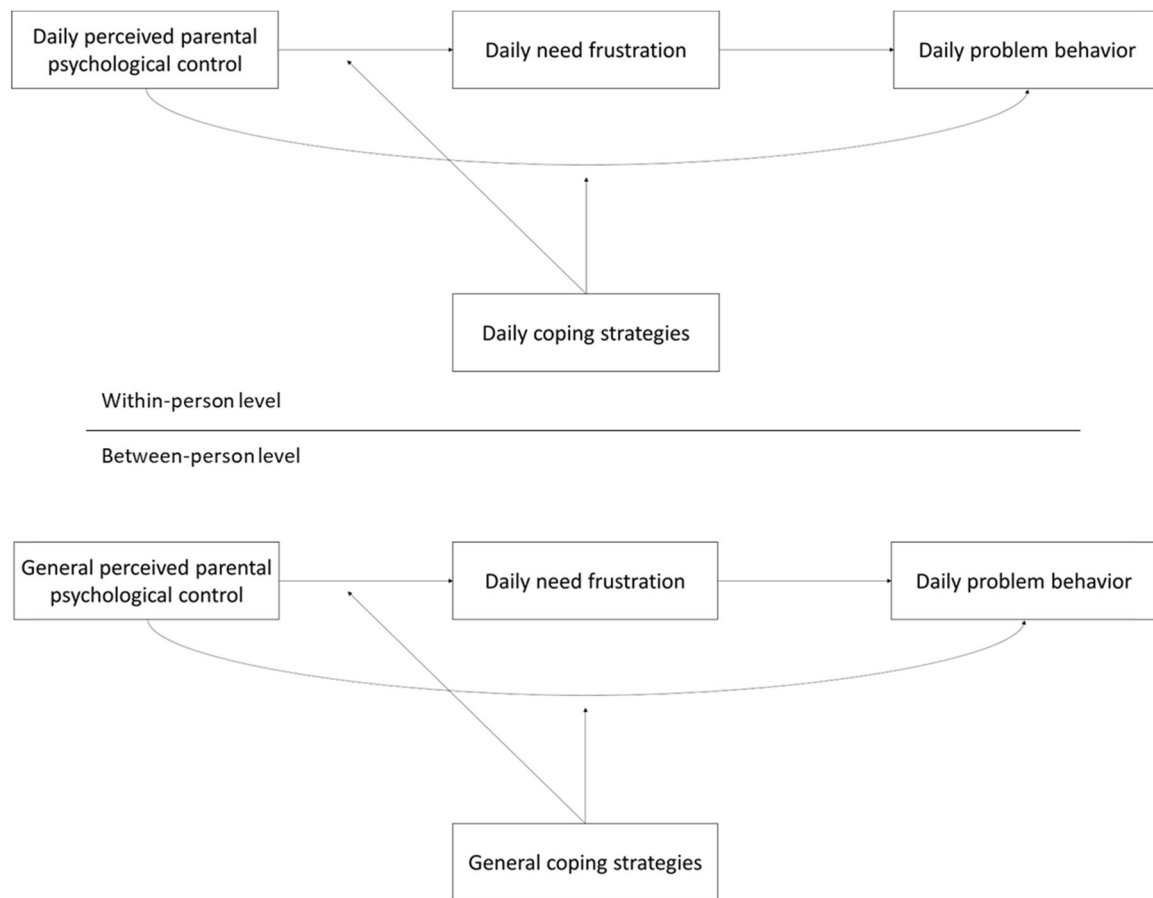 Daily perceived parental
psychological control
Daily need frustration
Daily problem behavior
Daily coping strategies
Within-person level
Between-person level
General perceived parental
psychological control
Daily need frustration
Daily problem behavior
General coping strategies